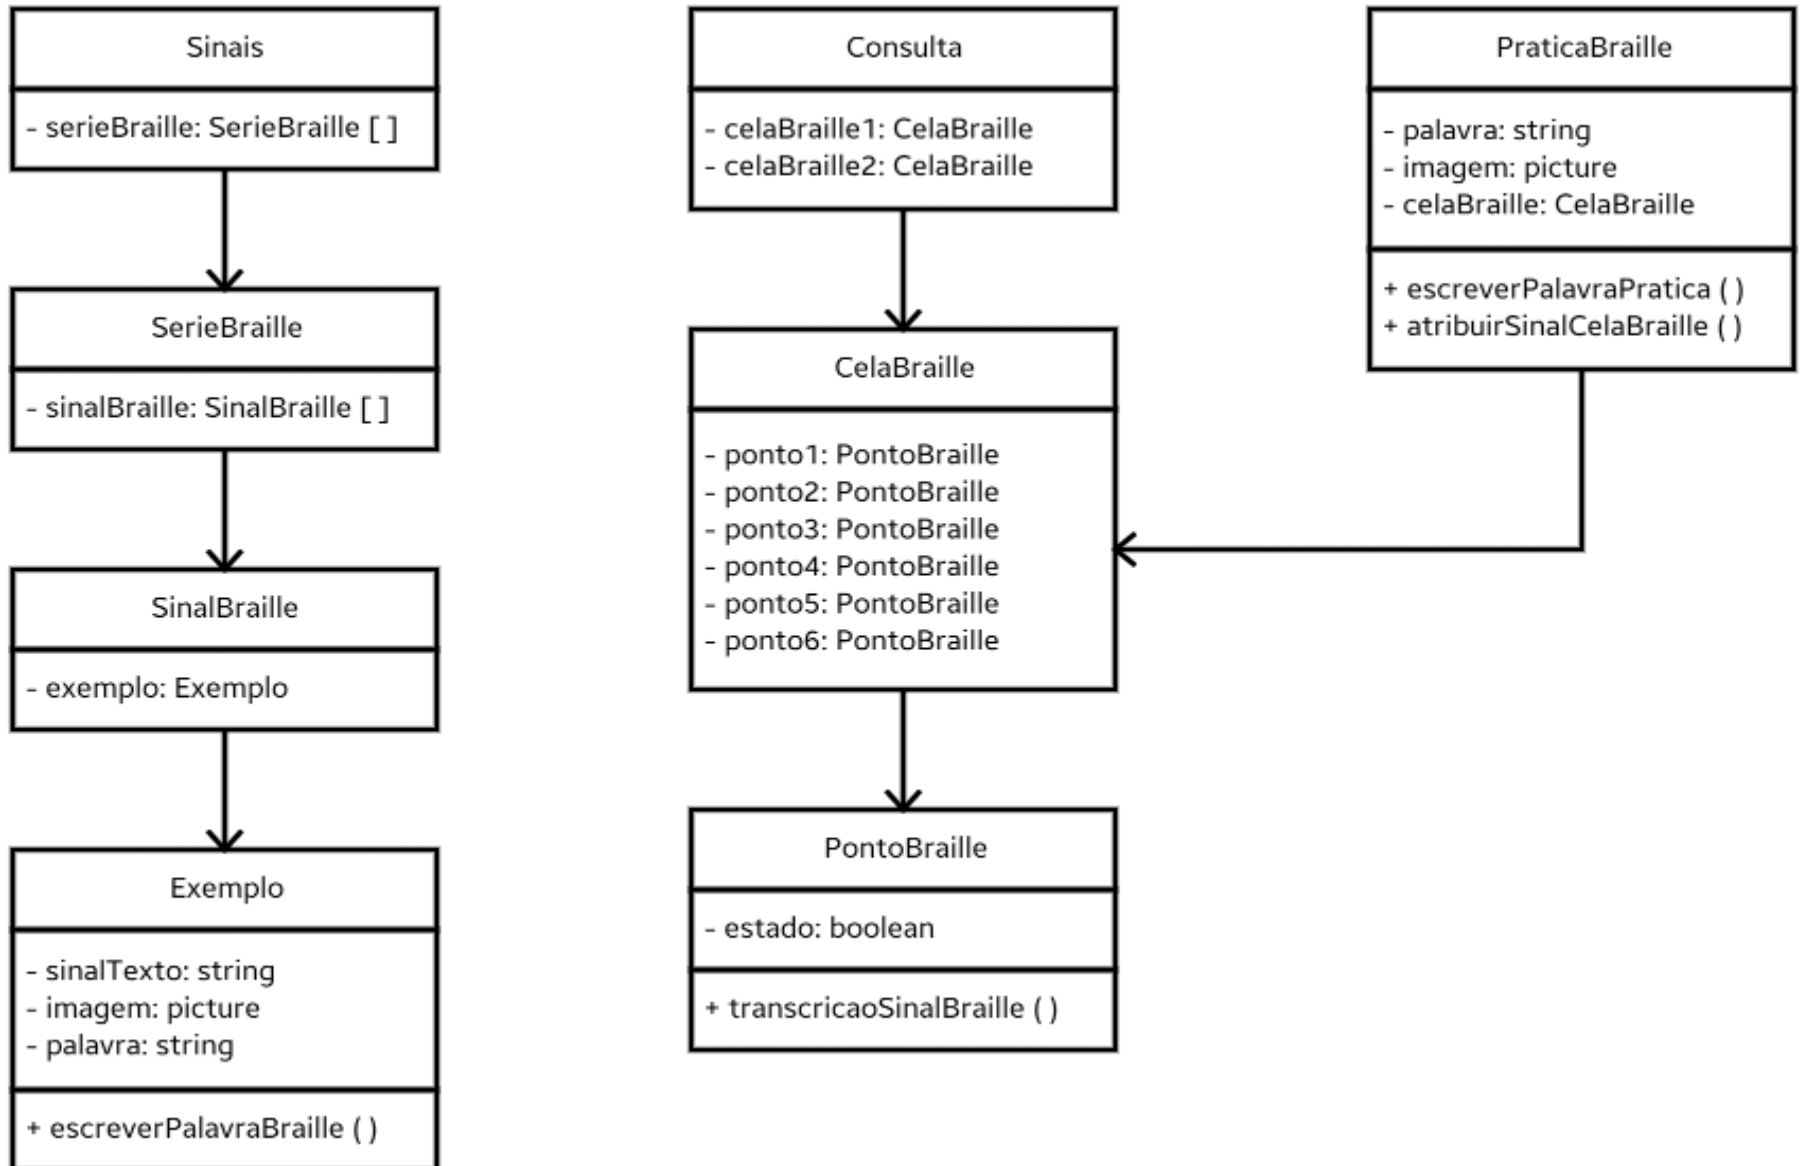 Sinais
- serieBraille: SerieBraille [ ]
SerieBraille
- sinalBraille: SinalBraille [ ]
SinalBraille
- exemplo: Exemplo
Exemplo
- sinalTexto: string
- imagem: picture
- palavra: string
+ escreverPalavraBraille ( )
Consulta
- celaBraille1: CelaBraille
- celaBraille2: CelaBraille
CelaBraille
- ponto1: PontoBraille
- ponto2: PontoBraille
- ponto3: PontoBraille
- ponto4: PontoBraille
- ponto5: PontoBraille
- ponto6: PontoBraille
PontoBraille
- estado: boolean
+ transcricaoSinalBraille ( )
PraticaBraille
- palavra: string
- imagem: picture
- celaBraille: CelaBraille
+ escreverPalavraPratica ( )
+ atribuirSinalCelaBraille ( )